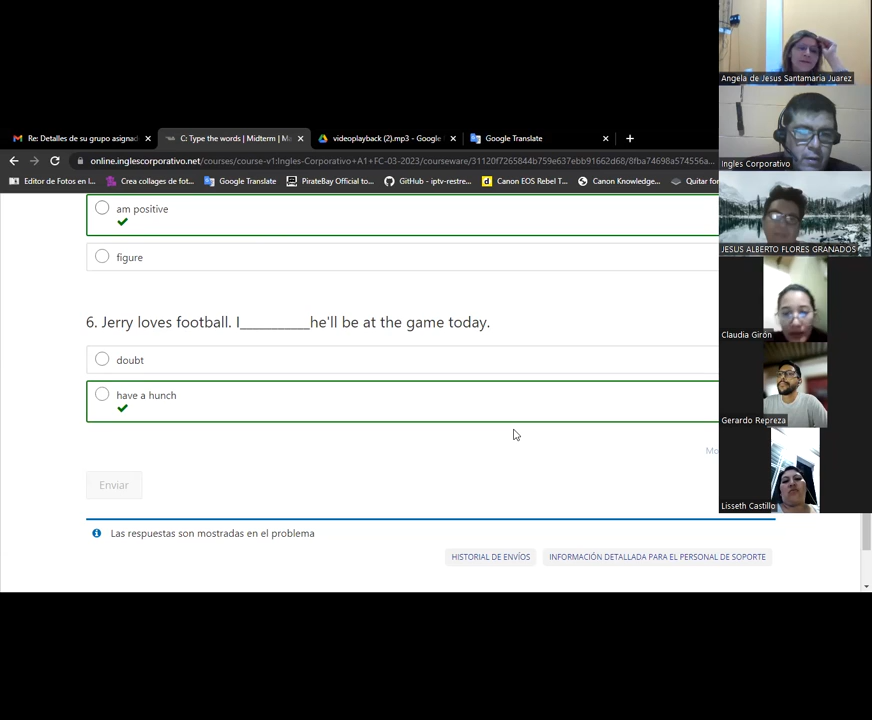 Re: Detalles de su grupo asignad
C: Type the words | Midterm | Ma
videoplayback (2).mp3 - Google
Google Translate
online.inglescorporativo.net/courses/course-v1:Ingles-Corporativo+A1+FC-03-2023/courseware/31120f7265844b759e637ebb91662d68/8fba74698a574556a...
Editor de Fotos en l...
Crea collages de fot...
Google Translate
PirateBay Official to...
GitHub - iptv-restre...
Canon EOS Rebel T...
Canon Knowledge...
Quitar fon
am positive
figure
6. Jerry loves football. I__________he'll be at the game today.
doubt
have a hunch
Mo
Enviar
Las respuestas son mostradas en el problema
HISTORIAL DE ENVÍOS
INFORMACIÓN DETALLADA PARA EL PERSONAL DE SOPORTE
Angela de Jesus Santamaria Juarez
Ingles Corporativo
JESUS ALBERTO FLORES GRANADOS
Claudia Girón
Gerardo Repreza
Lisseth Castillo